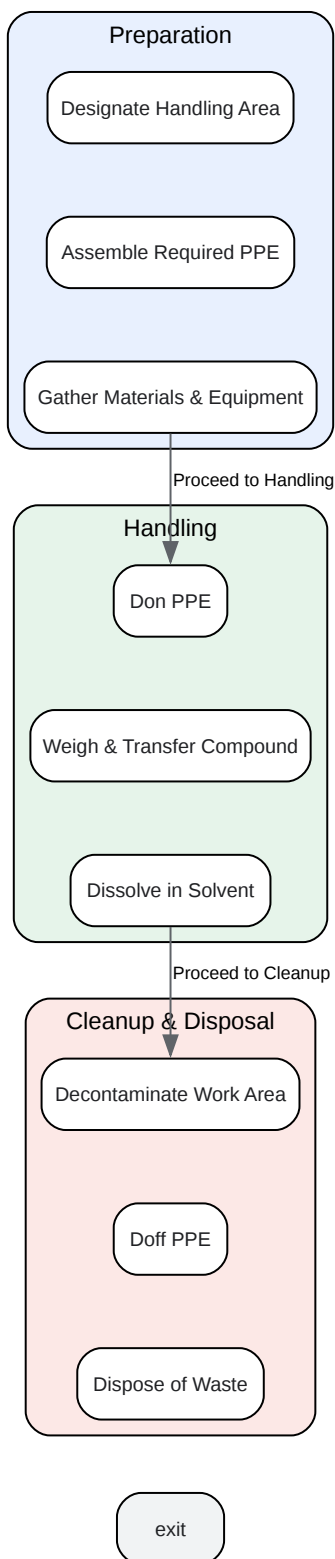 Preparation
Designate Handling Area
Assemble Required PPE
Gather Materials & Equipment
Proceed to Handling
Handling
Don PPE
Weigh & Transfer Compound
Dissolve in Solvent
Proceed to Cleanup
Cleanup & Disposal
Decontaminate Work Area
Doff PPE
Dispose of Waste
exit